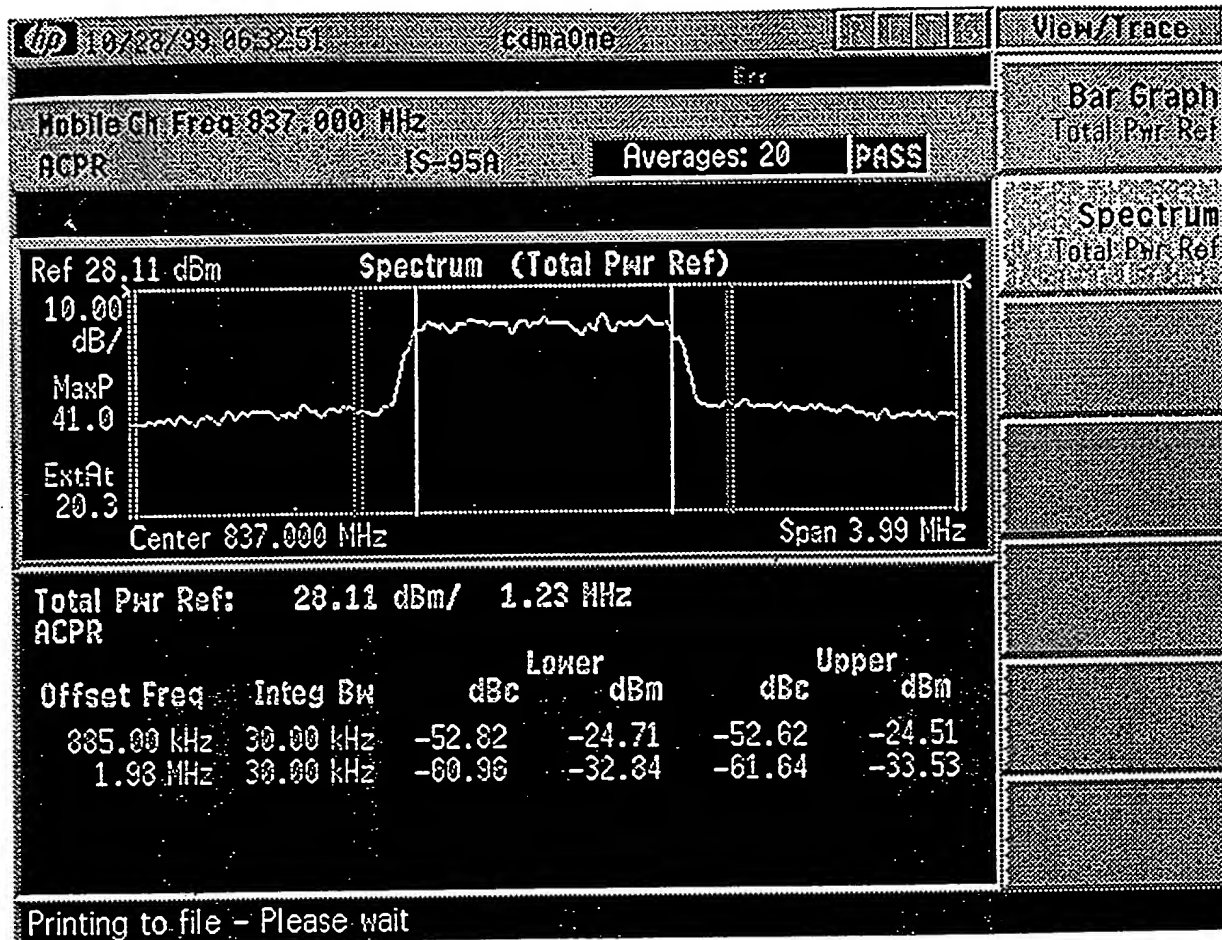 hp 10/28/99 06:32:51 cdmaOne
Err
View/Trace
Mobile Ch Freq 837.000 MHz
ACPR IS-95A Averages: 20 PASS
Bar Graph
Total Pwr Ref
Spectrum
Total Pwr Ref
Ref 28.11 dBm Spectrum (Total Pwr Ref)
10.00
dB/
MaxP
41.0
ExtAt
20.3
Center 837.000 MHz Span 3.99 MHz
Total Pwr Ref: 28.11 dBm/ 1.23 MHz
ACPR
Lower Upper
Offset Freq Integ Bw dBc dBm dBc dBm
885.00 kHz 30.00 kHz -52.82 -24.71 -52.62 -24.51
1.98 MHz 30.00 kHz -60.96 -32.84 -61.64 -33.53
Printing to file - Please wait